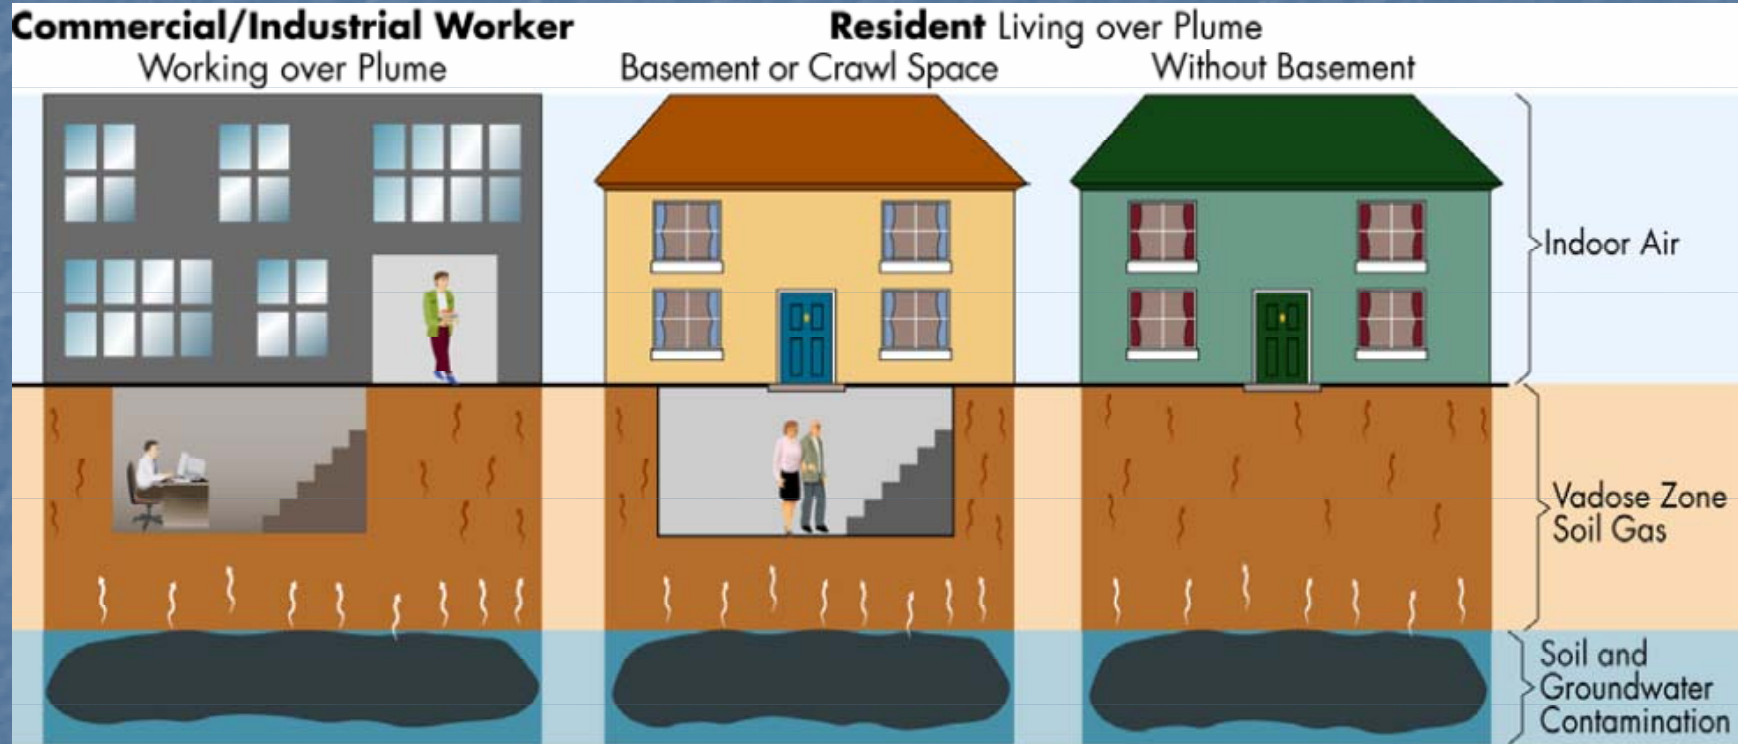 Commercial/Industrial Worker
Working over Plume
Resident Living over Plume
Basement or Crawl Space
Without Basement
Indoor Air
Vadose Zone
Soil Gas
Soil and
Groundwater
Contamination